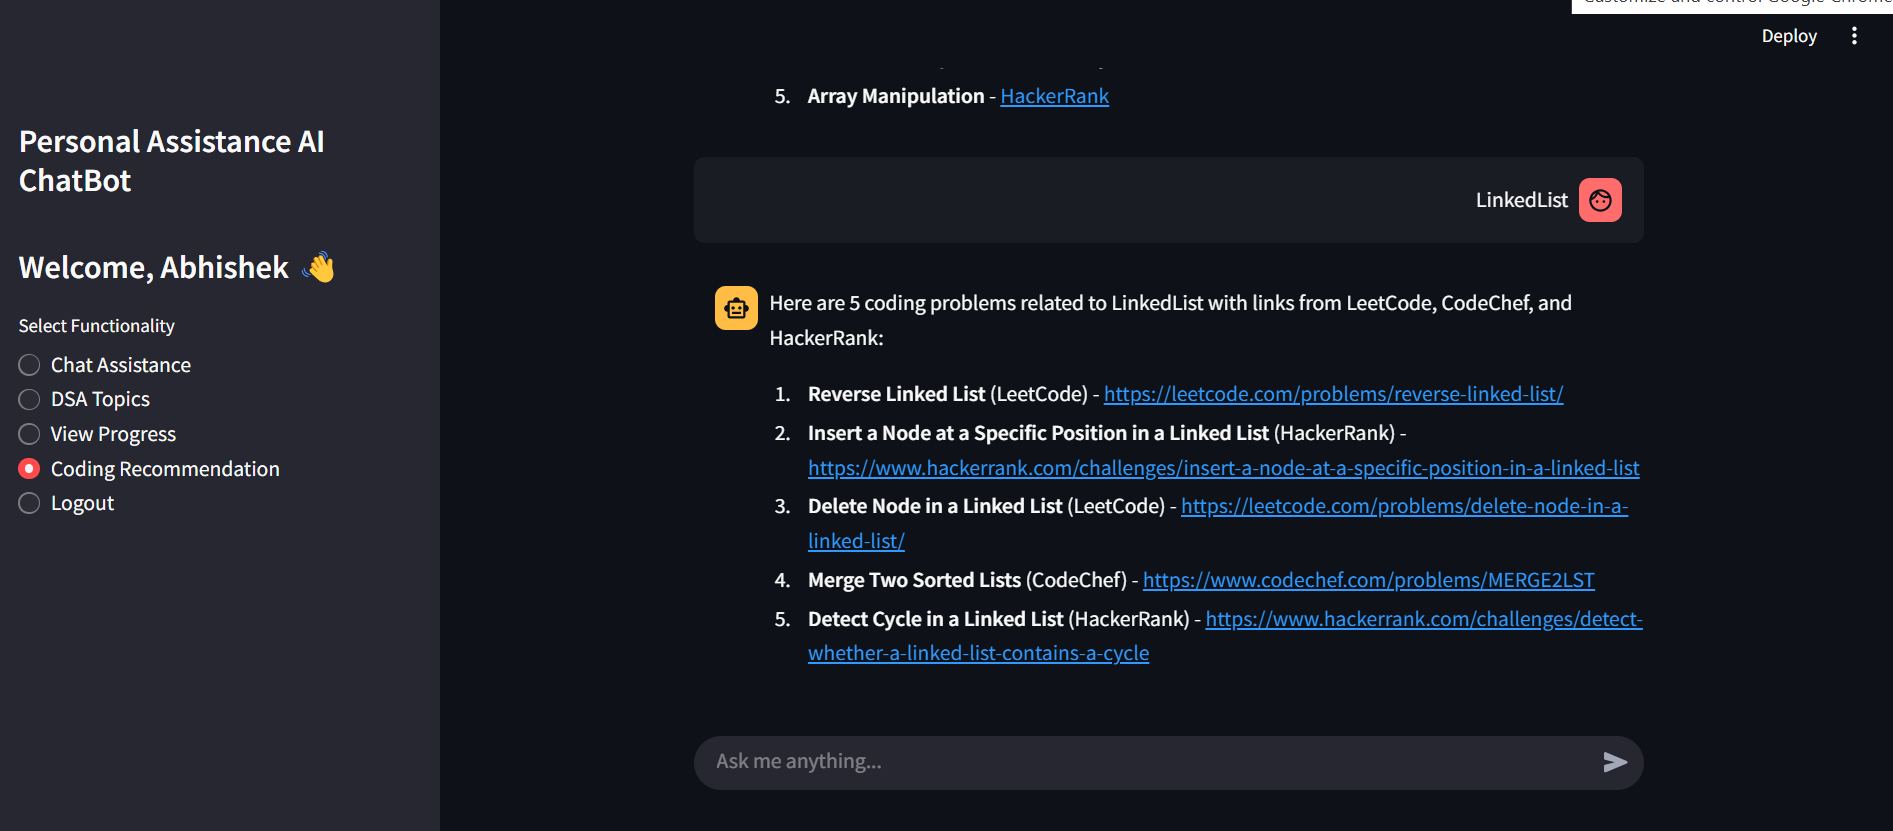 Customize and control Google Chrome
Deploy
Personal Assistance AI
ChatBot
Welcome, Abhishek 👋
Select Functionality
Chat Assistance
DSA Topics
View Progress
Coding Recommendation
Logout
5. Array Manipulation - HackerRank
LinkedList
Here are 5 coding problems related to LinkedList with links from LeetCode, CodeChef, and
HackerRank:
1. Reverse Linked List (LeetCode) - https://leetcode.com/problems/reverse-linked-list/
2. Insert a Node at a Specific Position in a Linked List (HackerRank) -
https://www.hackerrank.com/challenges/insert-a-node-at-a-specific-position-in-a-linked-list
3. Delete Node in a Linked List (LeetCode) - https://leetcode.com/problems/delete-node-in-a-
linked-list/
4. Merge Two Sorted Lists (CodeChef) - https://www.codechef.com/problems/MERGE2LST
5. Detect Cycle in a Linked List (HackerRank) - https://www.hackerrank.com/challenges/detect-
whether-a-linked-list-contains-a-cycle
Ask me anything...